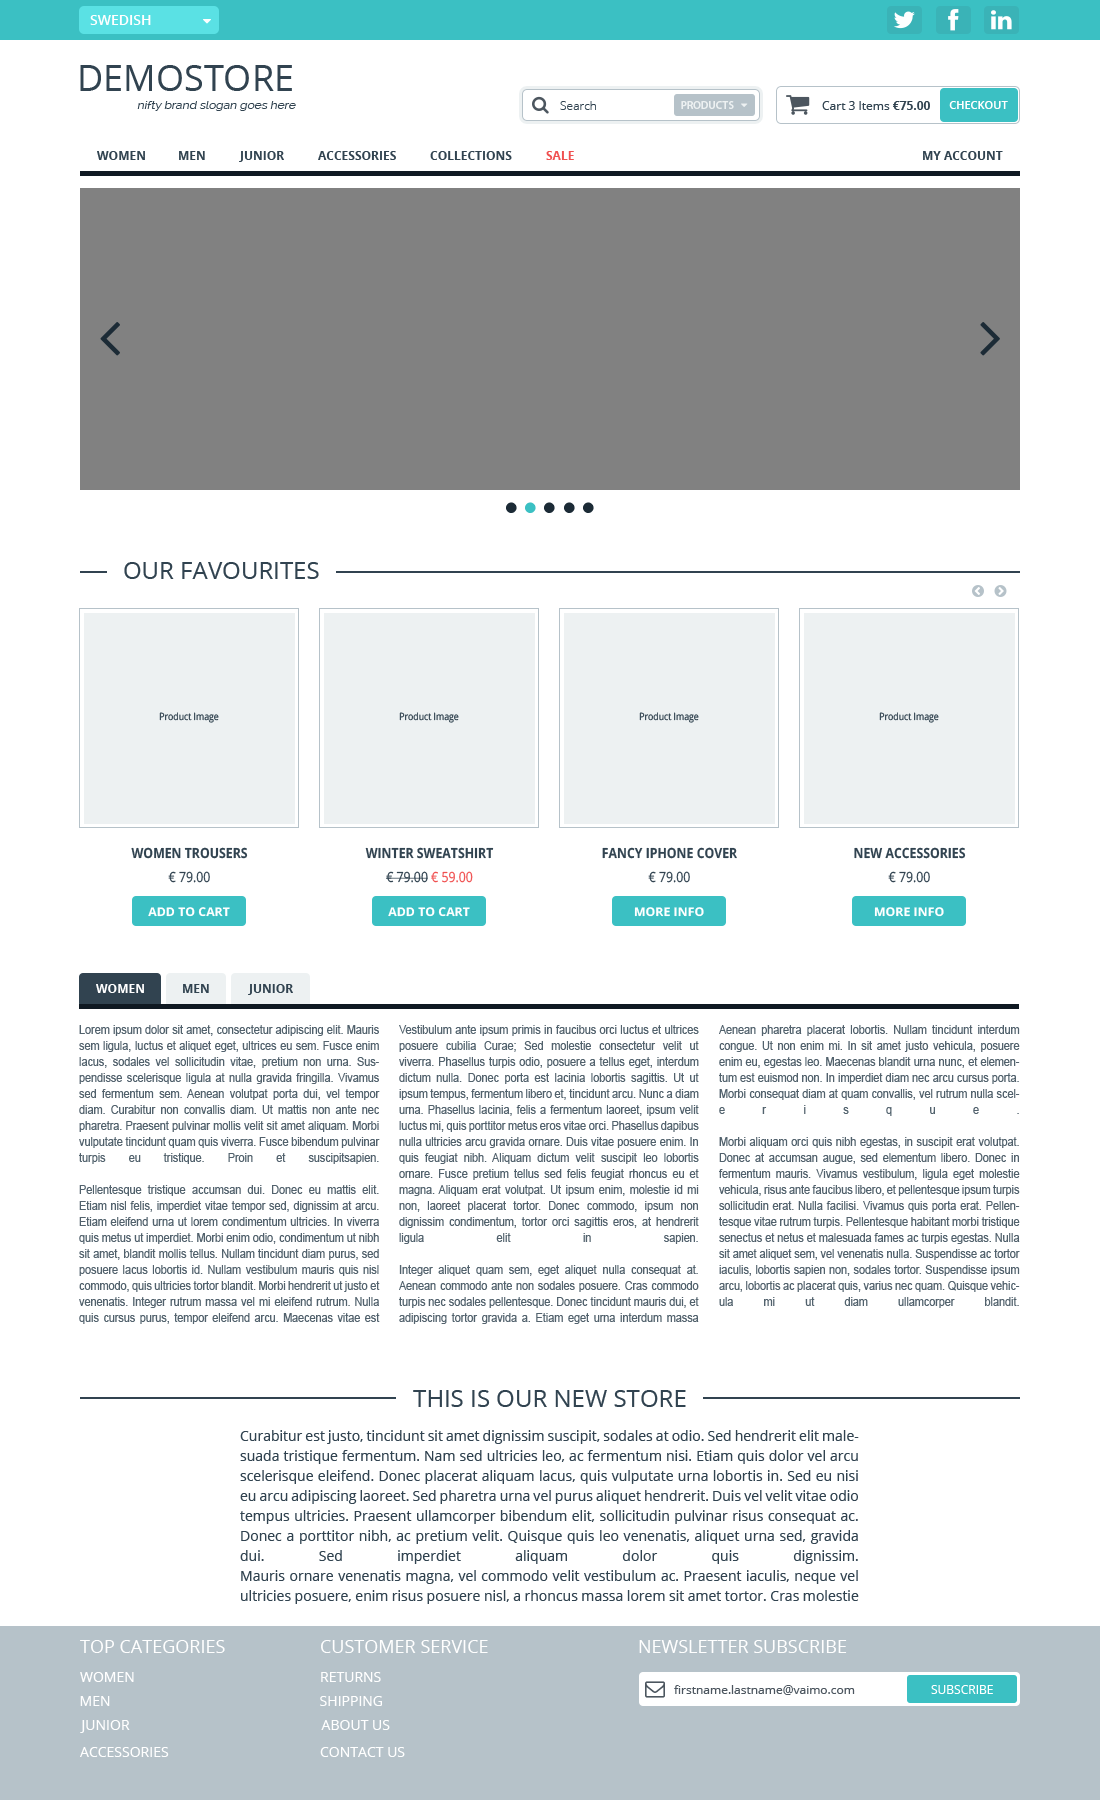 SWEDISH
DEMOSTORE
nifty brand slogan goes here
Search
PRODUCTS
Cart 3 Items €75.00
CHECKOUT
WOMEN
MEN
JUNIOR
ACCESSORIES
COLLECTIONS
SALE
MY ACCOUNT
OUR FAVOURITES
Product Image
Product Image
Product Image
Product Image
WOMEN TROUSERS
€ 79.00
ADD TO CART
WINTER SWEATSHIRT
€ 79.00 € 59.00
ADD TO CART
FANCY IPHONE COVER
€ 79.00
MORE INFO
NEW ACCESSORIES
€ 79.00
MORE INFO
WOMEN
MEN
JUNIOR
Lorem ipsum dolor sit amet, consectetur adipiscing elit. Mauris
sem ligula, luctus et aliquet eget, ultrices eu sem. Fusce enim
lacus, sodales vel sollicitudin vitae, pretium non urna. Sus-
pendisse scelerisque ligula at nulla gravida fringilla. Vivamus
sed fermentum sem. Aenean volutpat porta dui, vel tempor
diam. Curabitur non convallis diam. Ut mattis non ante nec
pharetra. Praesent pulvinar mollis velit sit amet aliquam. Morbi
vulputate tincidunt quam quis viverra. Fusce bibendum pulvinar
turpis eu tristique. Proin et suscipitsapien.
Pellentesque tristique accumsan dui. Donec eu mattis elit.
Etiam nisl felis, imperdiet vitae tempor sed, dignissim at arcu.
Etiam eleifend urna ut lorem condimentum ultricies. In viverra
quis metus ut imperdiet. Morbi enim odio, condimentum ut nibh
sit amet, blandit mollis tellus. Nullam tincidunt diam purus, sed
posuere lacus lobortis id. Nullam vestibulum mauris quis nisl
commodo, quis ultricies tortor blandit. Morbi hendrerit ut justo et
venenatis. Integer rutrum massa vel mi eleifend rutrum. Nulla
quis cursus purus, tempor eleifend arcu. Maecenas vitae est
Vestibulum ante ipsum primis in faucibus orci luctus et ultrices
posuere cubilia Curae; Sed molestie consectetur velit ut
viverra. Phasellus turpis odio, posuere a tellus eget, interdum
dictum nulla. Donec porta est lacinia lobortis sagittis. Ut ut
ipsum tempus, fermentum libero et, tincidunt arcu. Nunc a diam
urna. Phasellus lacinia, felis a fermentum laoreet, ipsum velit
luctus mi, quis porttitor metus eros vitae orci. Phasellus dapibus
nulla ultricies arcu gravida ornare. Duis vitae posuere enim. In
quis feugiat nibh. Aliquam dictum velit suscipit leo lobortis
ornare. Fusce pretium tellus sed felis feugiat rhoncus eu et
magna. Aliquam erat volutpat. Ut ipsum enim, molestie id mi
non, laoreet placerat tortor. Donec commodo, ipsum non
dignissim condimentum, tortor orci sagittis eros, at hendrerit
ligula elit in sapien.
Integer aliquet quam sem, eget aliquet nulla consequat at.
Aenean commodo ante non sodales posuere. Cras commodo
turpis nec sodales pellentesque. Donec tincidunt mauris dui, et
adipiscing tortor gravida a. Etiam eget urna interdum massa
Aenean pharetra placerat lobortis. Nullam tincidunt interdum
congue. Ut non enim mi. In sit amet justo vehicula, posuere
enim eu, egestas leo. Maecenas blandit urna nunc, et elemen-
tum est euismod non. In imperdiet diam nec arcu cursus porta.
Morbi consequat diam at quam convallis, vel rutrum nulla scel-
e r i s q u e .
Morbi aliquam orci quis nibh egestas, in suscipit erat volutpat.
Donec at accumsan augue, sed elementum libero. Donec in
fermentum mauris. Vivamus vestibulum, ligula eget molestie
vehicula, risus ante faucibus libero, et pellentesque ipsum turpis
sollicitudin erat. Nulla facilisi. Vivamus quis porta erat. Pellen-
tesque vitae rutrum turpis. Pellentesque habitant morbi tristique
senectus et netus et malesuada fames ac turpis egestas. Nulla
sit amet aliquet sem, vel venenatis nulla. Suspendisse ac tortor
iaculis, lobortis sapien non, sodales tortor. Suspendisse ipsum
arcu, lobortis ac placerat quis, varius nec quam. Quisque vehic-
ula mi ut diam ullamcorper blandit.
THIS IS OUR NEW STORE
Curabitur est justo, tincidunt sit amet dignissim suscipit, sodales at odio. Sed hendrerit elit male-
suada tristique fermentum. Nam sed ultricies leo, ac fermentum nisi. Etiam quis dolor vel arcu
scelerisque eleifend. Donec placerat aliquam lacus, quis vulputate urna lobortis in. Sed eu nisi
eu arcu adipiscing laoreet. Sed pharetra urna vel purus aliquet hendrerit. Duis vel velit vitae odio
tempus ultricies. Praesent ullamcorper bibendum elit, sollicitudin pulvinar risus consequat ac.
Donec a porttitor nibh, ac pretium velit. Quisque quis leo venenatis, aliquet urna sed, gravida
dui. Sed imperdiet aliquam dolor quis dignissim.
Mauris ornare venenatis magna, vel commodo velit vestibulum ac. Praesent iaculis, neque vel
ultricies posuere, enim risus posuere nisl, a rhoncus massa lorem sit amet tortor. Cras molestie
TOP CATEGORIES
WOMEN
MEN
JUNIOR
ACCESSORIES
CUSTOMER SERVICE
RETURNS
SHIPPING
ABOUT US
CONTACT US
NEWSLETTER SUBSCRIBE
firstname.lastname@vaimo.com
SUBSCRIBE